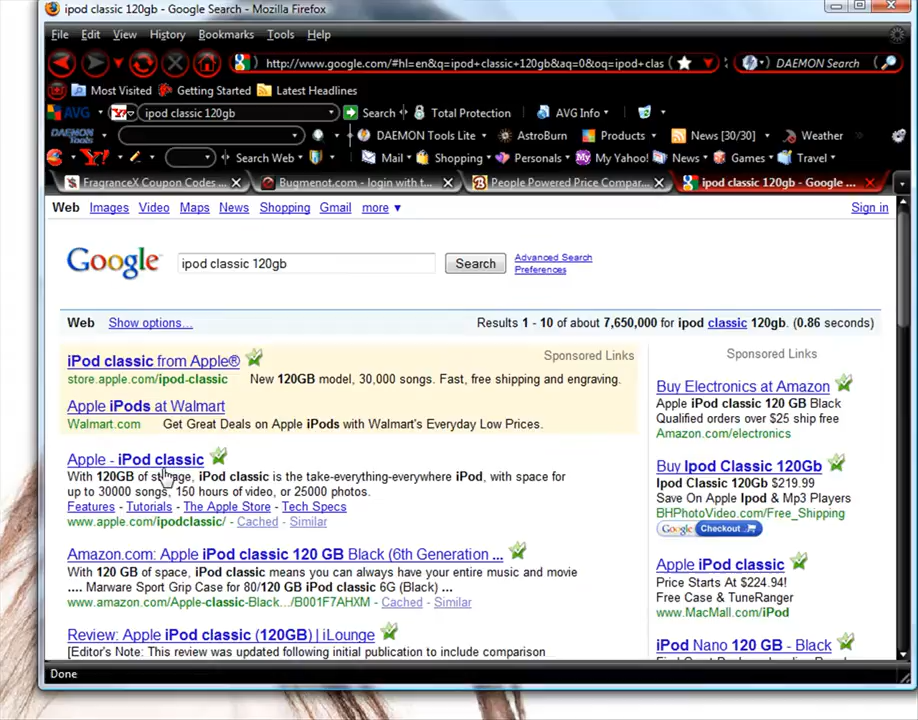 ipod classic 120gb - Google Search - Mozilla Firefox
File Edit View History Bookmarks Tools Help
http://www.google.com/#hl=en&q=ipod+classic+120gb&aq=0&oq=ipod+clas
DAEMON Search
Most Visited Getting Started Latest Headlines
AVG ipod classic 120gb Search Total Protection AVG Info
DAEMON Tools DAEMON Tools Lite AstroBurn Products News [30/30] Weather
Y! Search Web Mail Shopping Personals My Yahoo! News Games Travel
FragranceX Coupon Codes ... Bugmenot.com - login with t... People Powered Price Compar... ipod classic 120gb - Google ...
Web Images Video Maps News Shopping Gmail more ▼ Sign in
Google ipod classic 120gb Search Advanced Search
Preferences
Web Show options... Results 1 - 10 of about 7,650,000 for ipod classic 120g. (0.86 seconds)
iPod classic from Apple® Sponsored Links
store.apple.com/ipod-classic New 120GB model, 30,000 songs. Fast, free shipping and engraving.
Apple iPods at Walmart
Walmart.com Get Great Deals on Apple iPods with Walmart's Everyday Low Prices.
Apple - iPod classic
With 120GB of storage, iPod classic is the take-everything-everywhere iPod, with space for
up to 30000 songs, 150 hours of video, or 25000 photos.
Features - Tutorials - The Apple Store - Tech Specs
www.apple.com/ipodclassic/ - Cached - Similar
Amazon.com: Apple iPod classic 120 GB Black (6th Generation ...
With 120 GB of space, iPod classic means you can always have your entire music and movie
.... Marware Sport Grip Case for 80/120 GB iPod classic 6G (Black) ...
www.amazon.com/Apple-classic-Black.../B001F7AHXM - Cached - Similar
Review: Apple iPod classic (120GB) | iLounge
[Editor's Note: This review was updated following initial publication to include comparison
Sponsored Links
Buy Electronics at Amazon
Apple iPod classic 120 GB Black
Qualified orders over $25 ship free
Amazon.com/electronics
Buy Ipod Classic 120Gb
Ipod Classic 120Gb $219.99
Save On Apple Ipod & Mp3 Players
BHPhotoVideo.com/Free_Shipping
Google Checkout
Apple iPod classic
Price Starts At $224.94!
Free Case & TuneRanger
www.MacMall.com/iPod
iPod Nano 120 GB - Black
Done